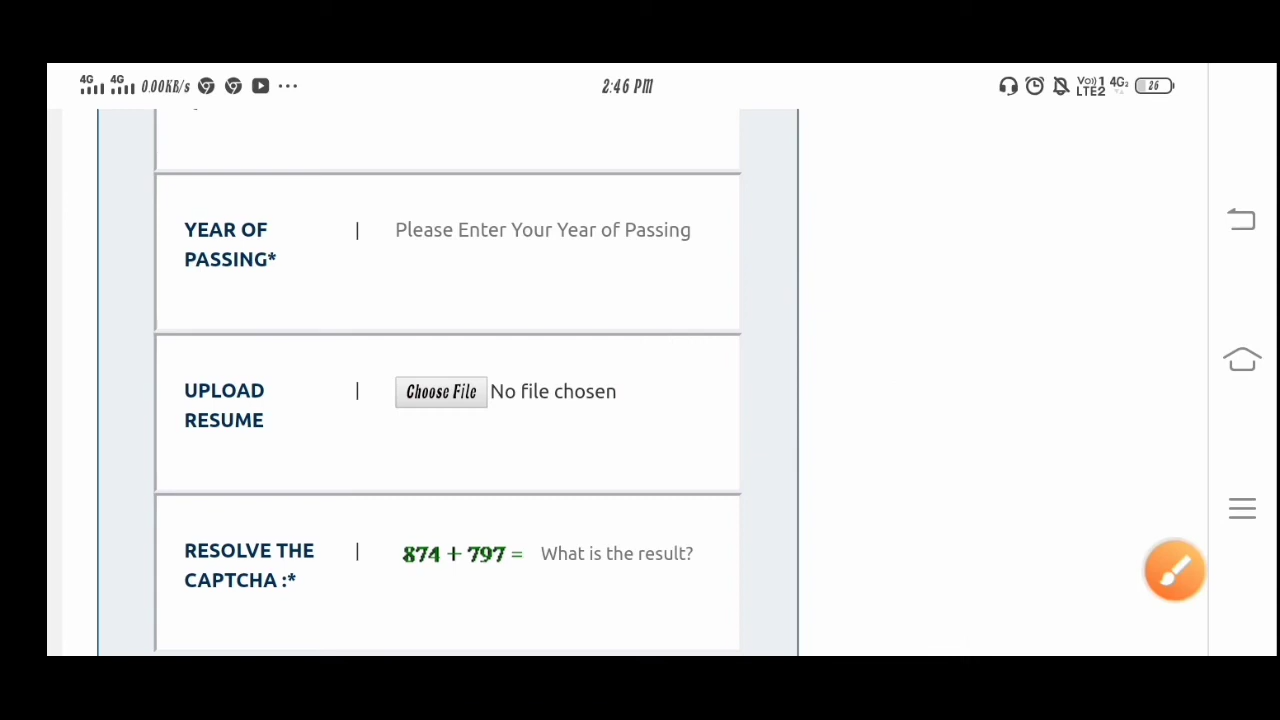 4G 4G 0.00KB/s ... 2:46 PM Vo)) 1 LTE2 4G2 26
YEAR OF PASSING* | Please Enter Your Year of Passing
UPLOAD RESUME | Choose File No file chosen
RESOLVE THE CAPTCHA :* | 874 + 797 = What is the result?